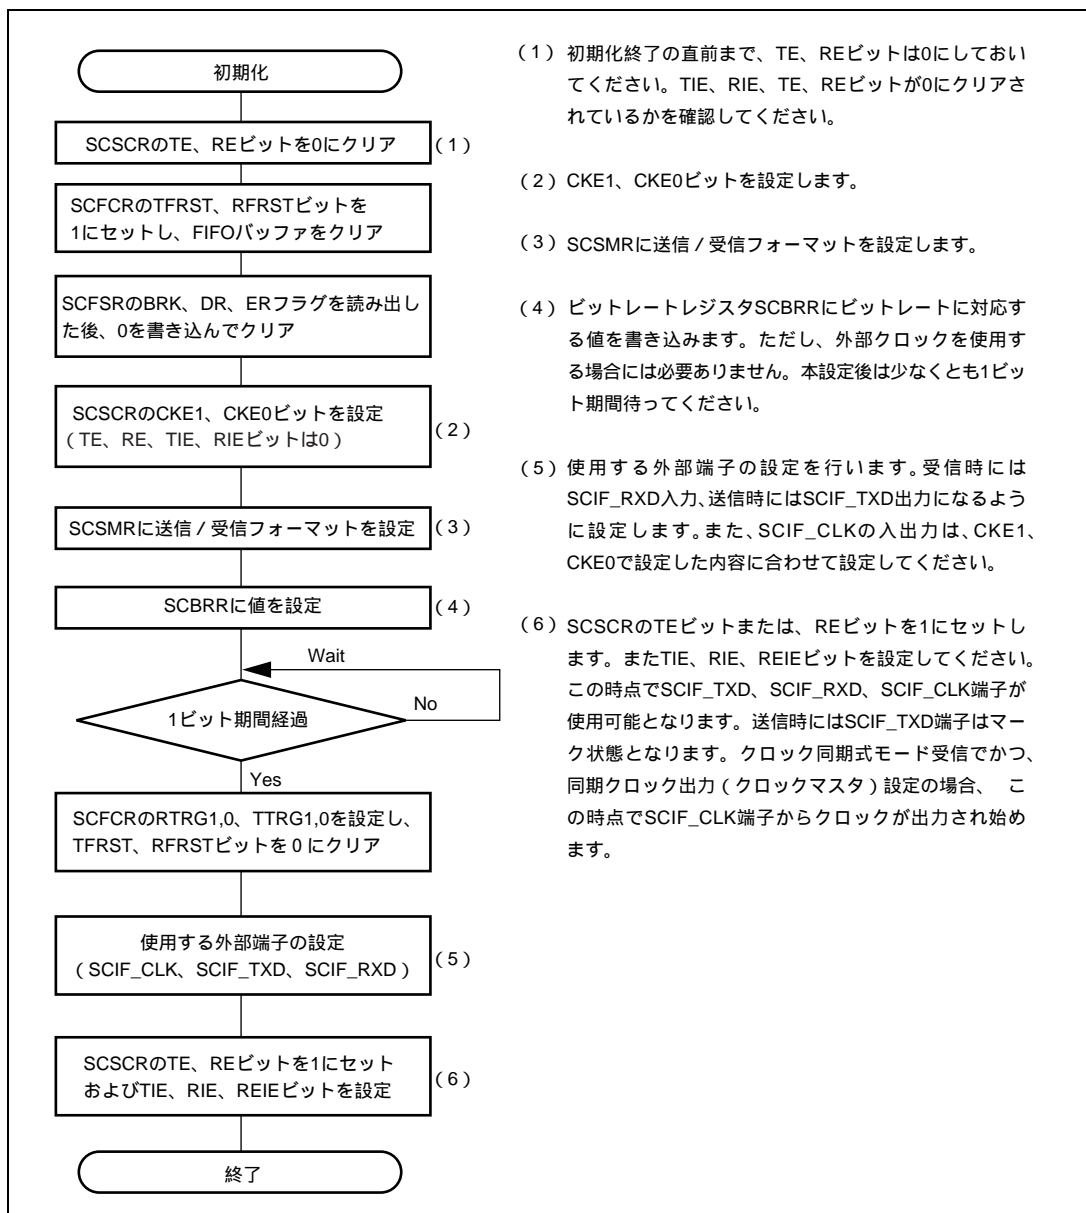 初期化
SCSCRのTE、REビットを0にクリア
(1)
SCFCRのTFRST、RFRSTビットを
1にセットし、FIFOバッファをクリア
SCFSRのBRK、DR、ERフラグを読み出し
た後、0を書き込んでクリア
SCSCRのCKE1、CKE0ビットを設定
(TE、RE、TIE、RIEビットは0)
(2)
SCSMRに送信/受信フォーマットを設定
(3)
SCBRRに値を設定
(4)
Wait
1ビット期間経過
No
Yes
SCFCRのRTRG1,0、TTRG1,0を設定し、
TFRST、RFRSTビットを 0 にクリア
使用する外部端子の設定
(SCIF_CLK、SCIF_TXD、SCIF_RXD)
(5)
SCSCRのTE、REビットを1にセット
およびTIE、RIE、REIEビットを設定
(6)
終了
(1) 初期化終了の直前まで、TE、REビットは0にしておい
てください。TIE、RIE、TE、REビットが0にクリアさ
れているかを確認してください。
(2) CKE1、CKE0ビットを設定します。
(3) SCSMRに送信/受信フォーマットを設定します。
(4) ビットレートレジスタSCBRRにビットレートに対応す
る値を書き込みます。ただし、外部クロックを使用す
る場合には必要ありません。本設定後は少なくとも1ビッ
ト期間待ってください。
(5) 使用する外部端子の設定を行います。受信時には
SCIF_RXD入力、送信時にはSCIF_TXD出力になるよう
に設定します。また、SCIF_CLKの入出力は、CKE1、
CKE0で設定した内容に合わせて設定してください。
(6) SCSCRのTEビットまたは、REビットを1にセットし
ます。またTIE、RIE、REIEビットを設定してください。
この時点でSCIF_TXD、SCIF_RXD、SCIF_CLK端子が
使用可能となります。送信時にはSCIF_TXD端子はマー
ク状態となります。クロック同期式モード受信でかつ、
同期クロック出力(クロックマスタ)設定の場合、 こ
の時点でSCIF_CLK端子からクロックが出力され始め
ます。